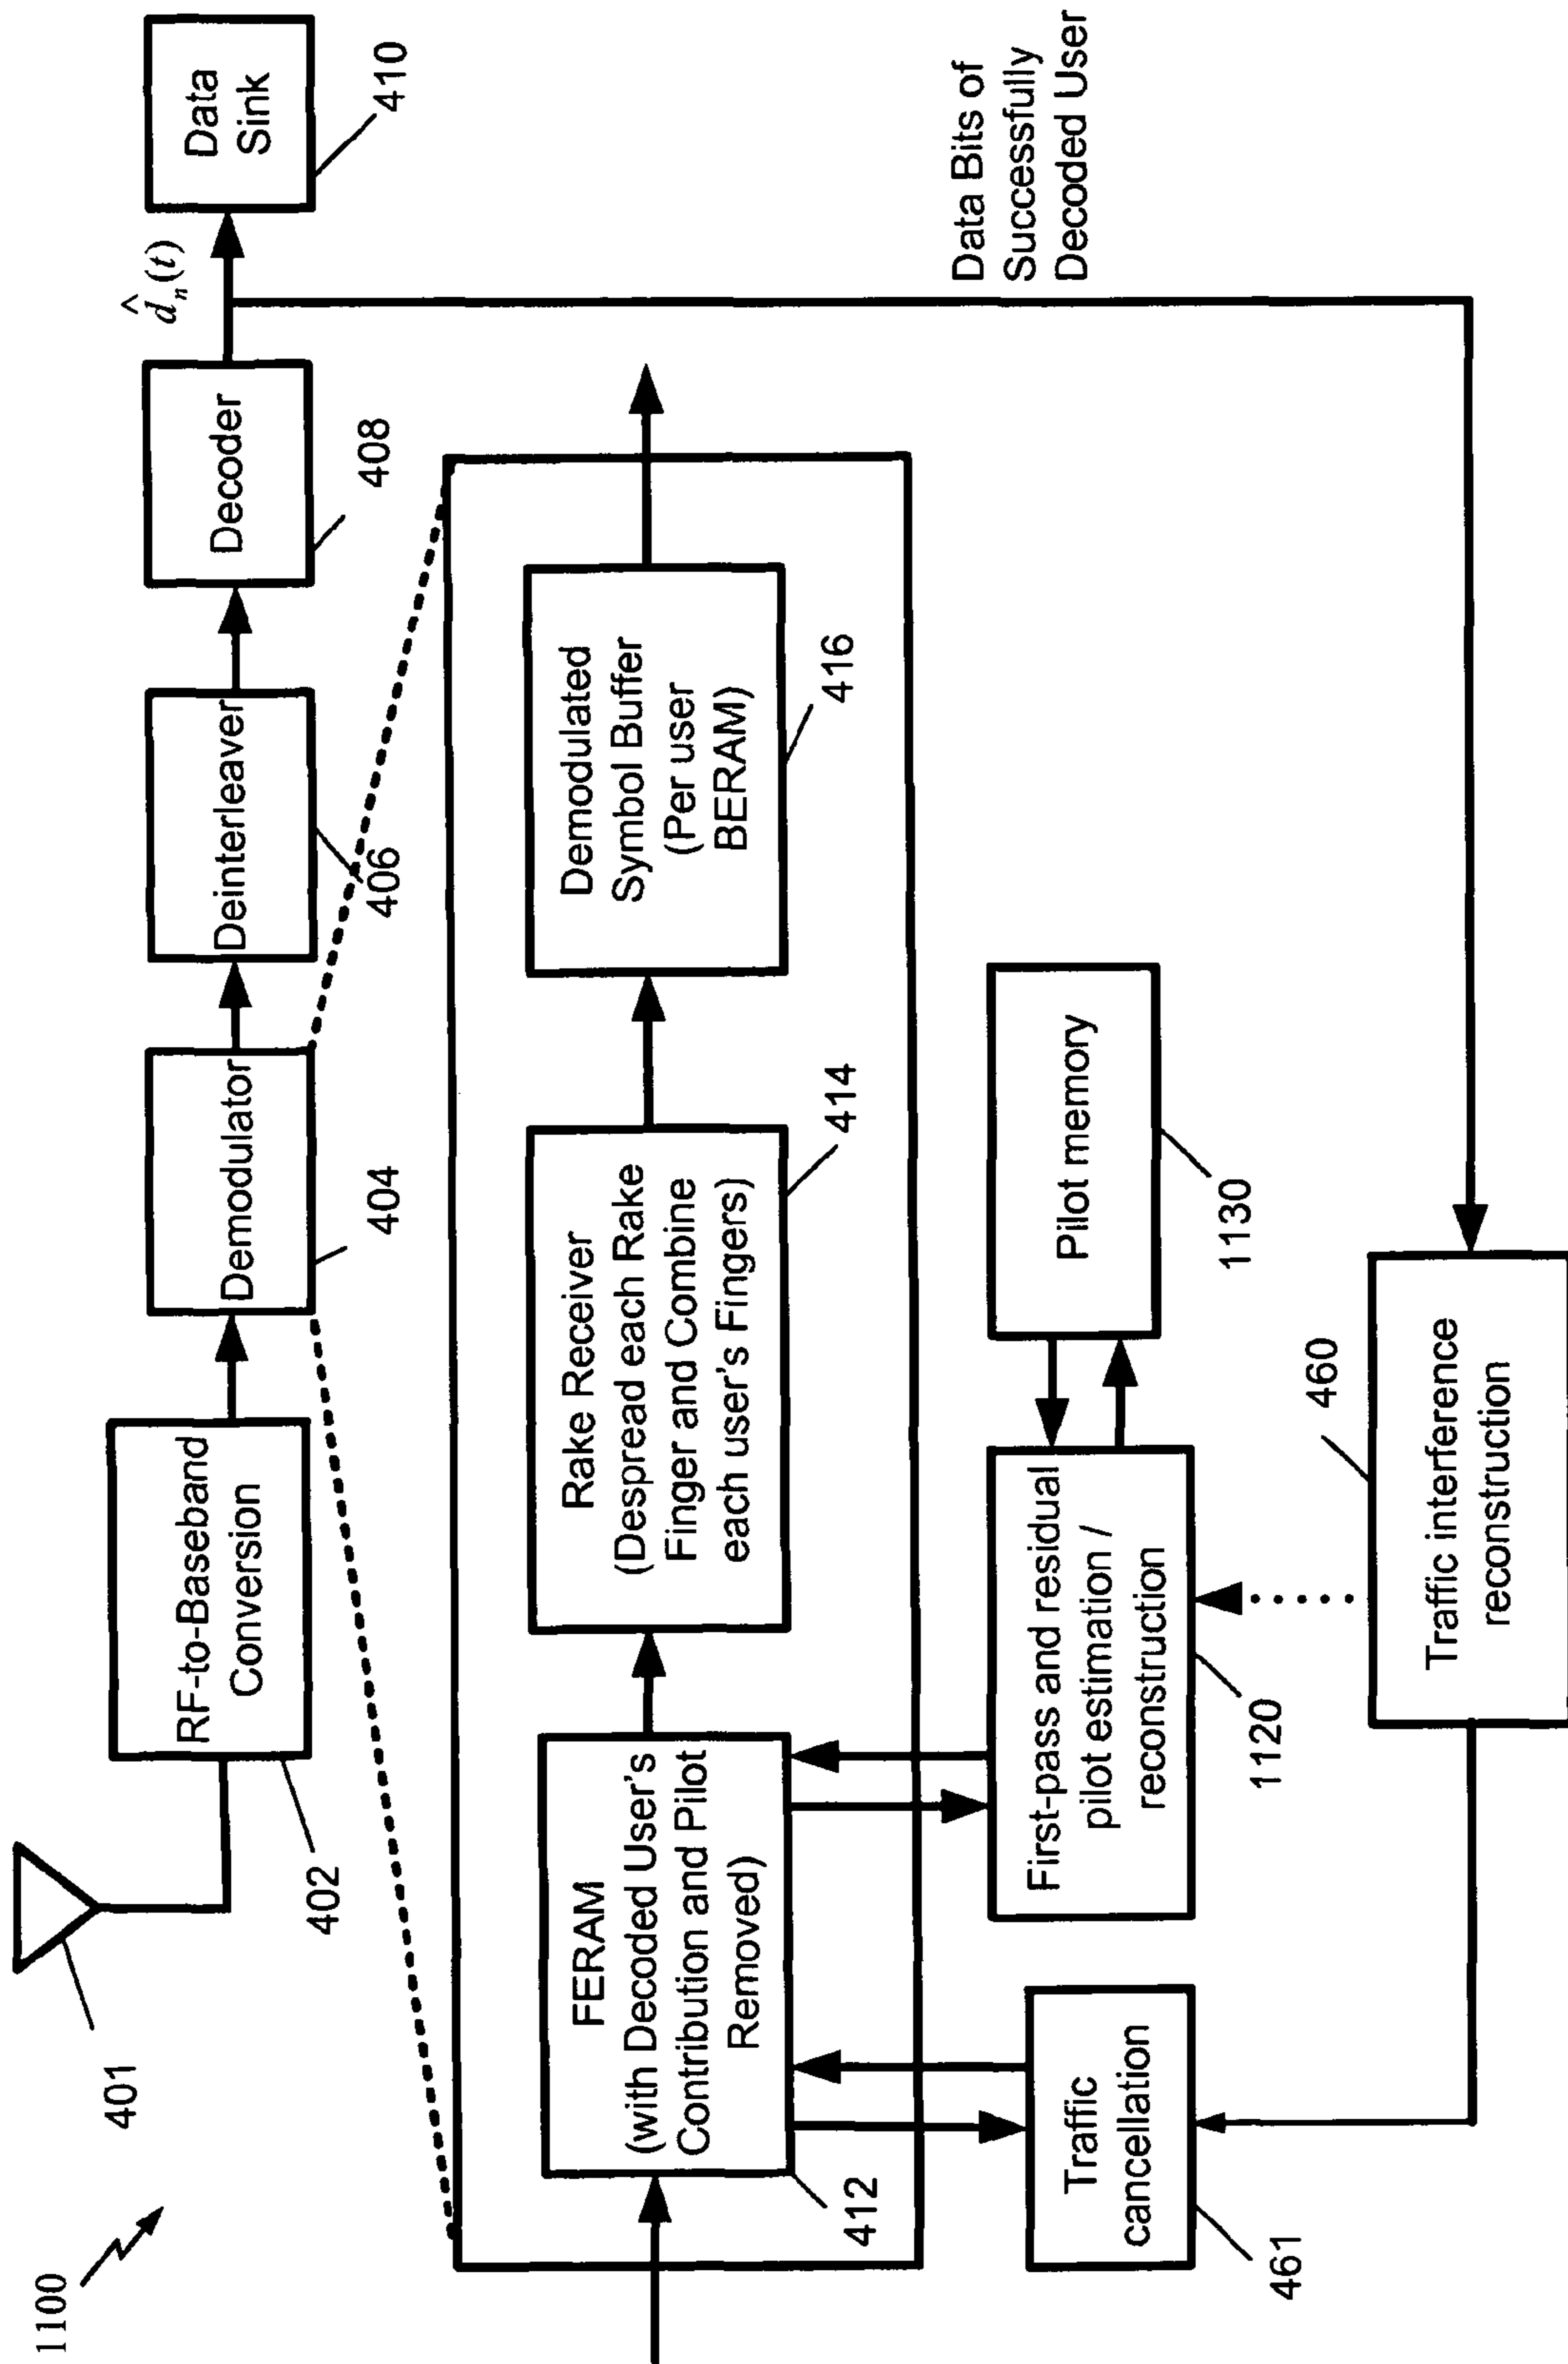 1100
401
RF-to-Baseband
Conversion
402
Demodulator
404
Deinterleaver
406
Decoder
408
d̂ₙ(t)
Data
Sink
410
FERAM
(with Decoded User's
Contribution and Pilot
Removed)
412
Rake Receiver
(Despread each Rake
Finger and Combine
each user's Fingers)
414
Demodulated
Symbol Buffer
(Per user
BERAM)
416
Data Bits of
Successfully
Decoded User
Traffic
cancellation
461
First-pass and residual
pilot estimation /
reconstruction
1120
Pilot memory
1130
Traffic interference
reconstruction
460